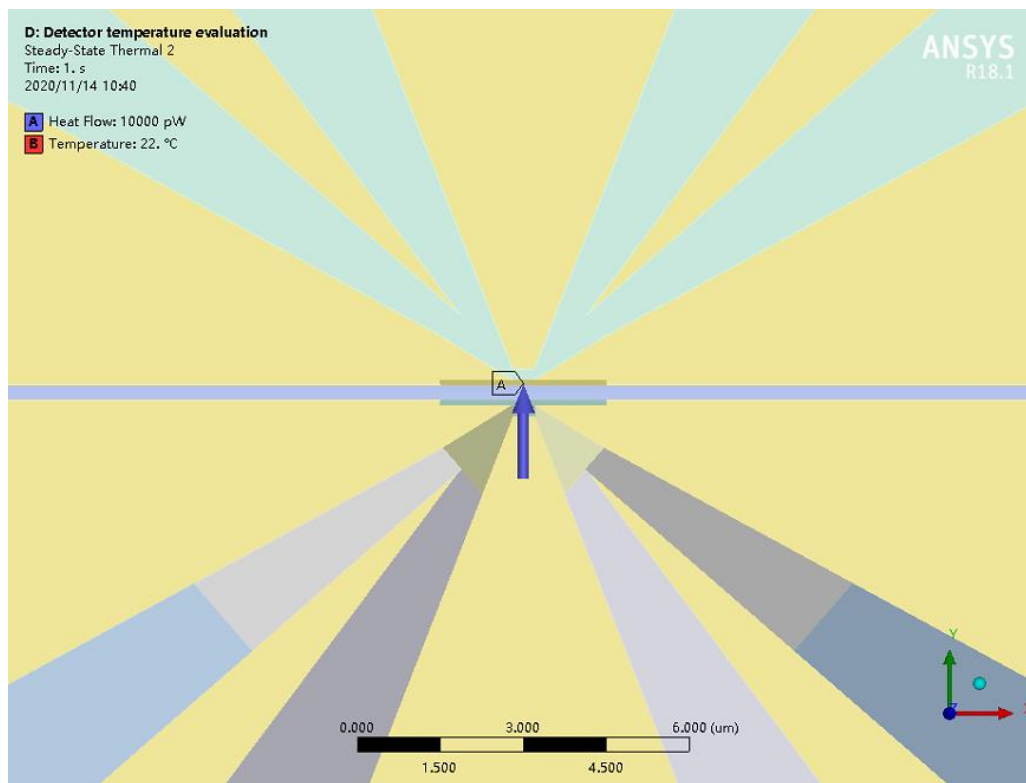 D: Detector temperature evaluation
Steady-State Thermal 2
Time: 1. s
2020/11/14 10:40
A Heat Flow: 10000 pW
B Temperature: 22. °C
ANSYS
R18.1
A
Y
Z
X
0.000 3.000 6.000 (um)
1.500 4.500